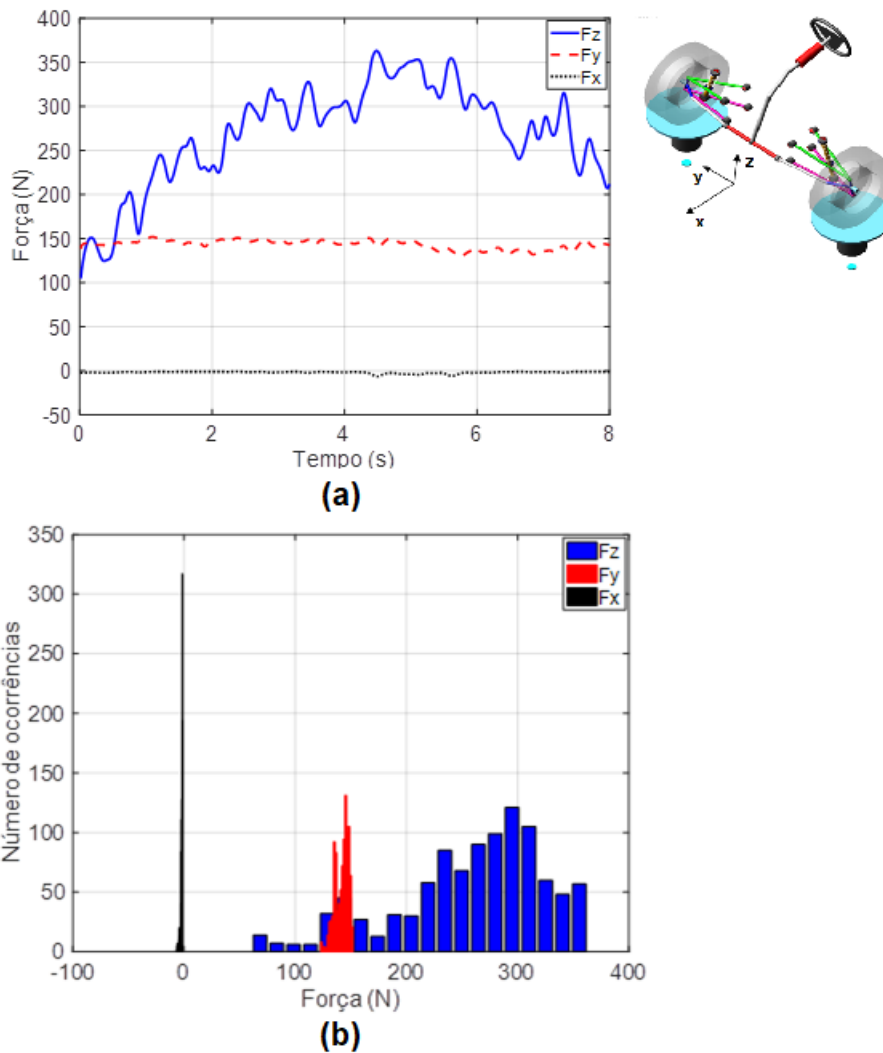 400
350
300
250
200
150
100
50
0
-50
Força (N)
Fz
Fy
Fx
0 2 4 6 8
Tempo (s)
(a)
z
y
x
350
300
250
200
150
100
50
0
Número de ocorrências
Fz
Fy
Fx
-100 0 100 200 300 400
Força (N)
(b)